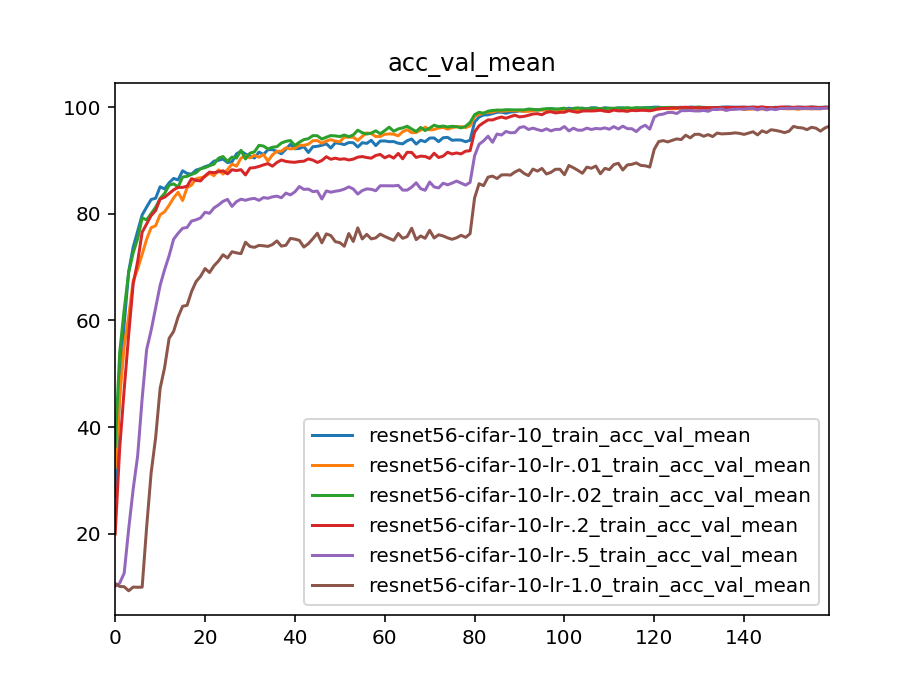 acc_val_mean
100
80
60
40
20
resnet56-cifar-10_train_acc_val_mean
resnet56-cifar-10-lr-.01_train_acc_val_mean
resnet56-cifar-10-lr-.02_train_acc_val_mean
resnet56-cifar-10-lr-.2_train_acc_val_mean
resnet56-cifar-10-lr-.5_train_acc_val_mean
resnet56-cifar-10-lr-1.0_train_acc_val_mean
0 20 40 60 80 100 120 140